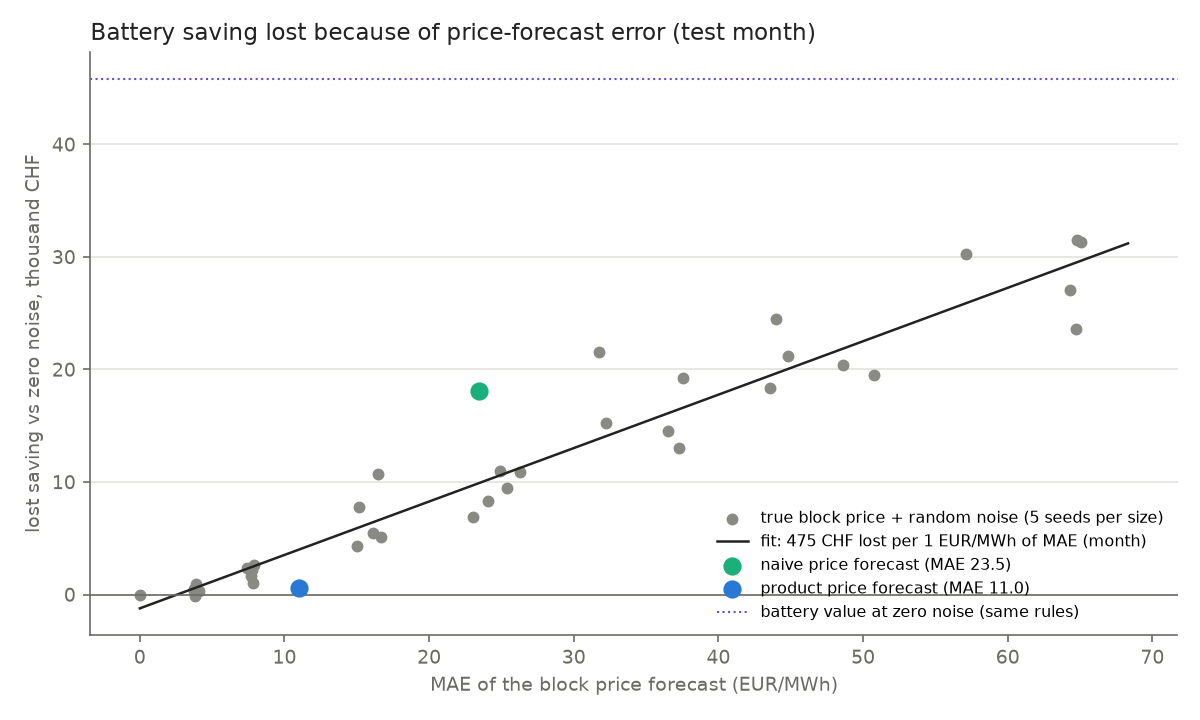 Battery saving lost because of price-forecast error (test month)
lost saving vs zero noise, thousand CHF
40
30
20
10
0
true block price + random noise (5 seeds per size)
fit: 475 CHF lost per 1 EUR/MWh of MAE (month)
naive price forecast (MAE 23.5)
product price forecast (MAE 11.0)
battery value at zero noise (same rules)
0 10 20 30 40 50 60 70
MAE of the block price forecast (EUR/MWh)